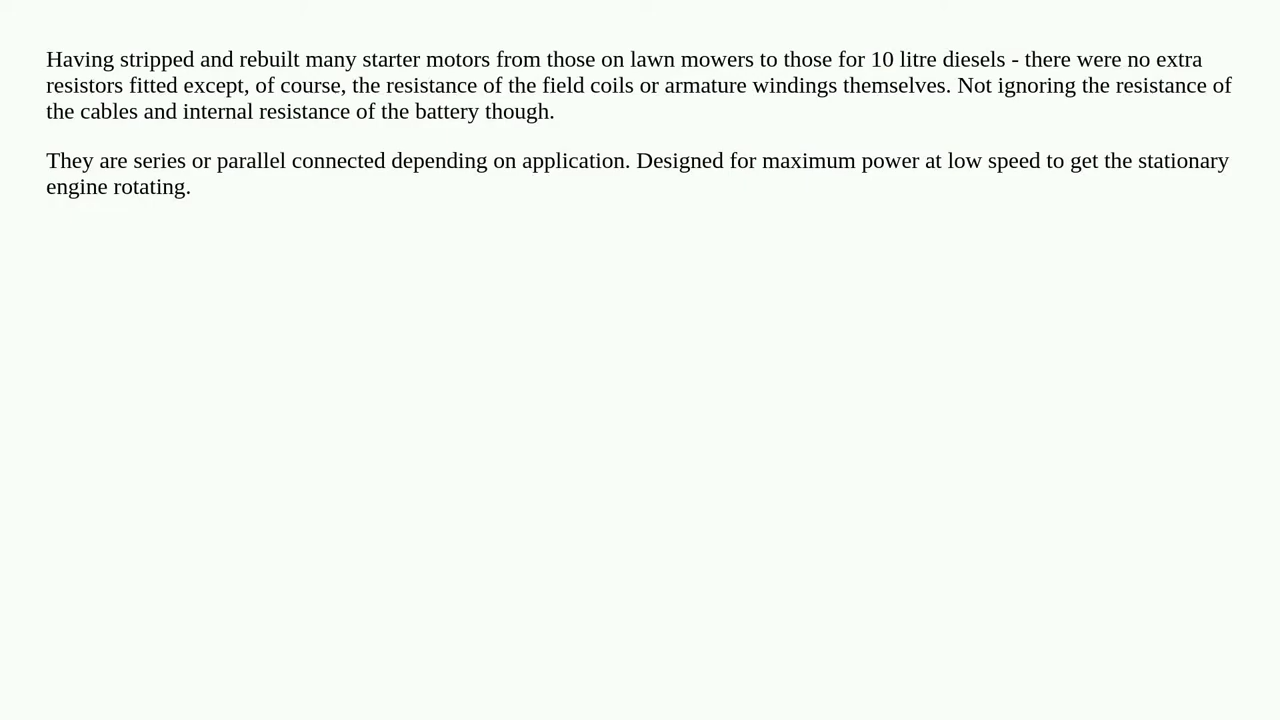 Having stripped and rebuilt many starter motors from those on lawn mowers to those for 10 litre diesels - there were no extra
resistors fitted except, of course, the resistance of the field coils or armature windings themselves. Not ignoring the resistance of
the cables and internal resistance of the battery though.
They are series or parallel connected depending on application. Designed for maximum power at low speed to get the stationary
engine rotating.